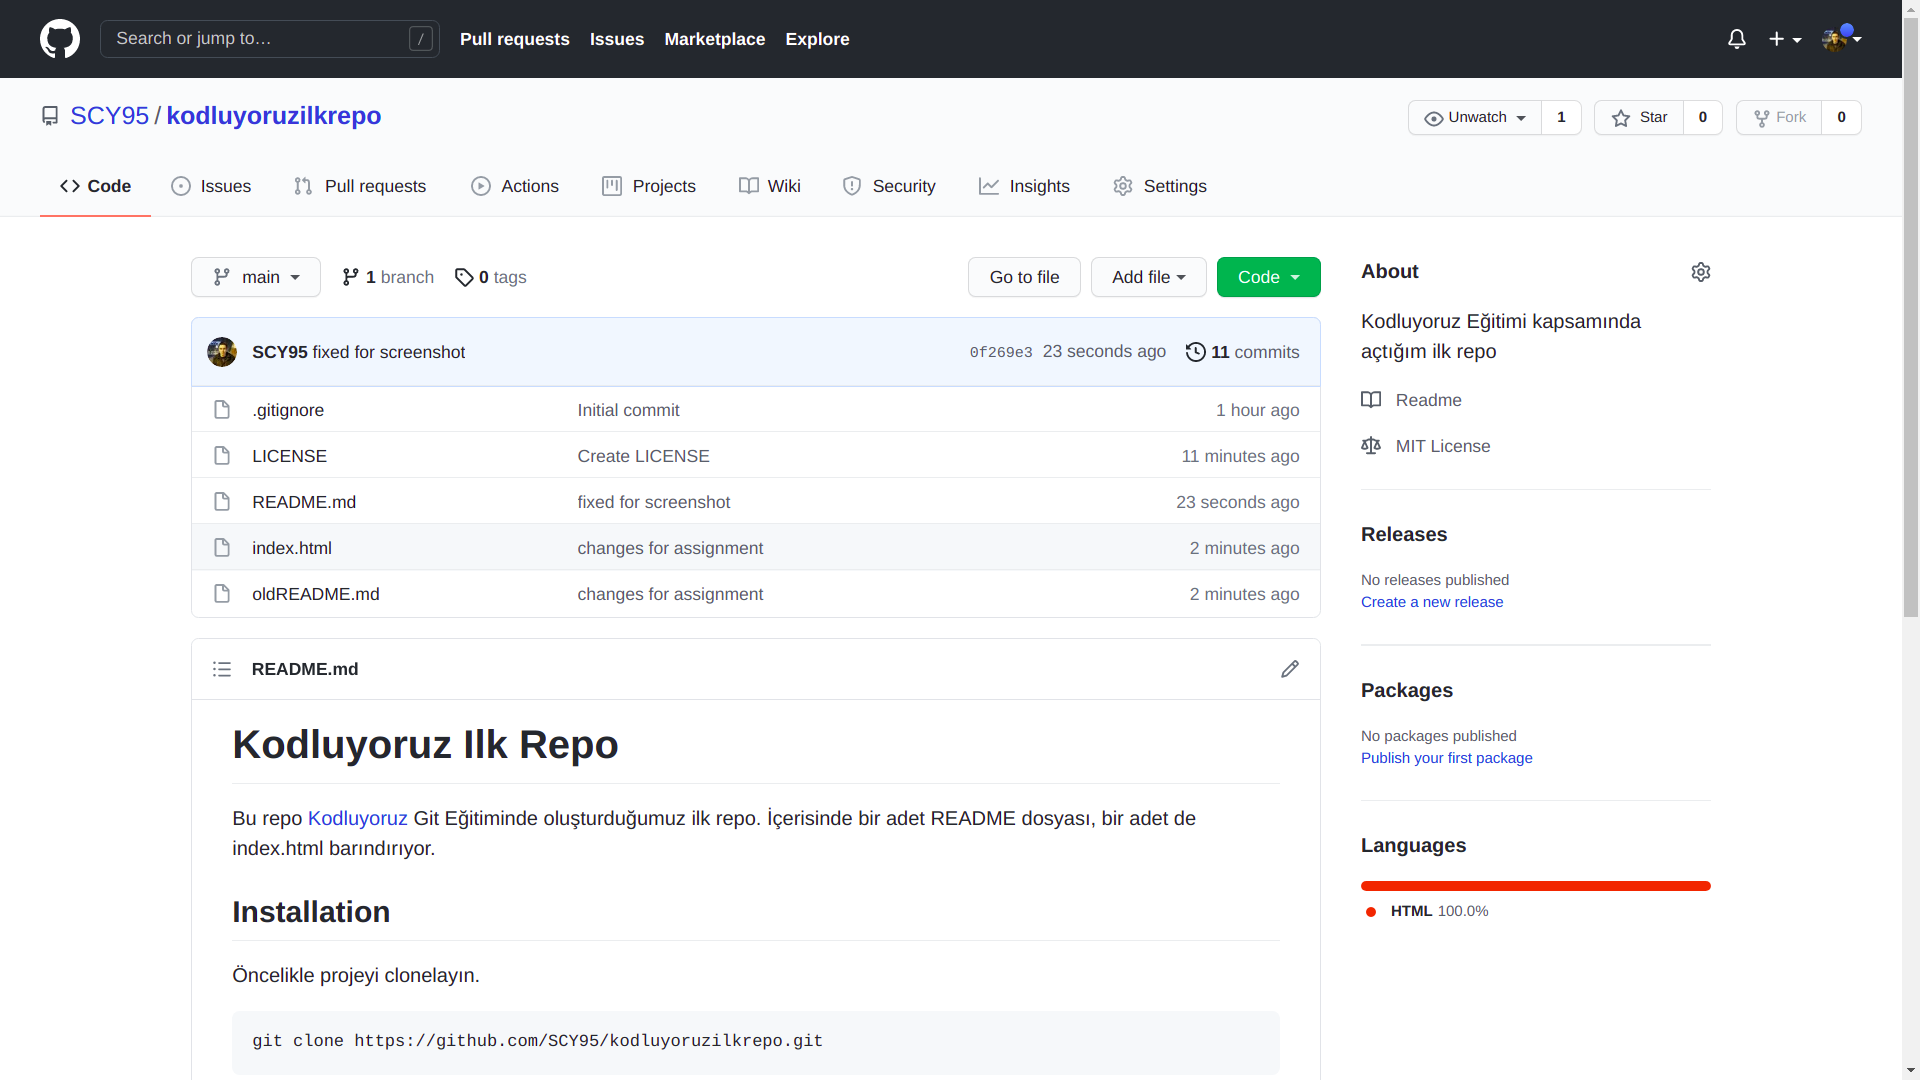 Search or jump to… /
Pull requests Issues Marketplace Explore
SCY95 / kodluyoruzilkrepo
Unwatch 1 Star 0 Fork 0
Code Issues Pull requests Actions Projects Wiki Security Insights Settings
main 1 branch 0 tags Go to file Add file Code
SCY95 fixed for screenshot 0f269e3 23 seconds ago 11 commits
.gitignore Initial commit 1 hour ago
LICENSE Create LICENSE 11 minutes ago
README.md fixed for screenshot 23 seconds ago
index.html changes for assignment 2 minutes ago
oldREADME.md changes for assignment 2 minutes ago
README.md
Kodluyoruz Ilk Repo
Bu repo Kodluyoruz Git Eğitiminde oluşturduğumuz ilk repo. İçerisinde bir adet README dosyası, bir adet de
index.html barındırıyor.
Installation
Öncelikle projeyi clonelayın.
git clone https://github.com/SCY95/kodluyoruzilkrepo.git
About
Kodluyoruz Eğitimi kapsamında
açtığım ilk repo
Readme
MIT License
Releases
No releases published
Create a new release
Packages
No packages published
Publish your first package
Languages
HTML 100.0%